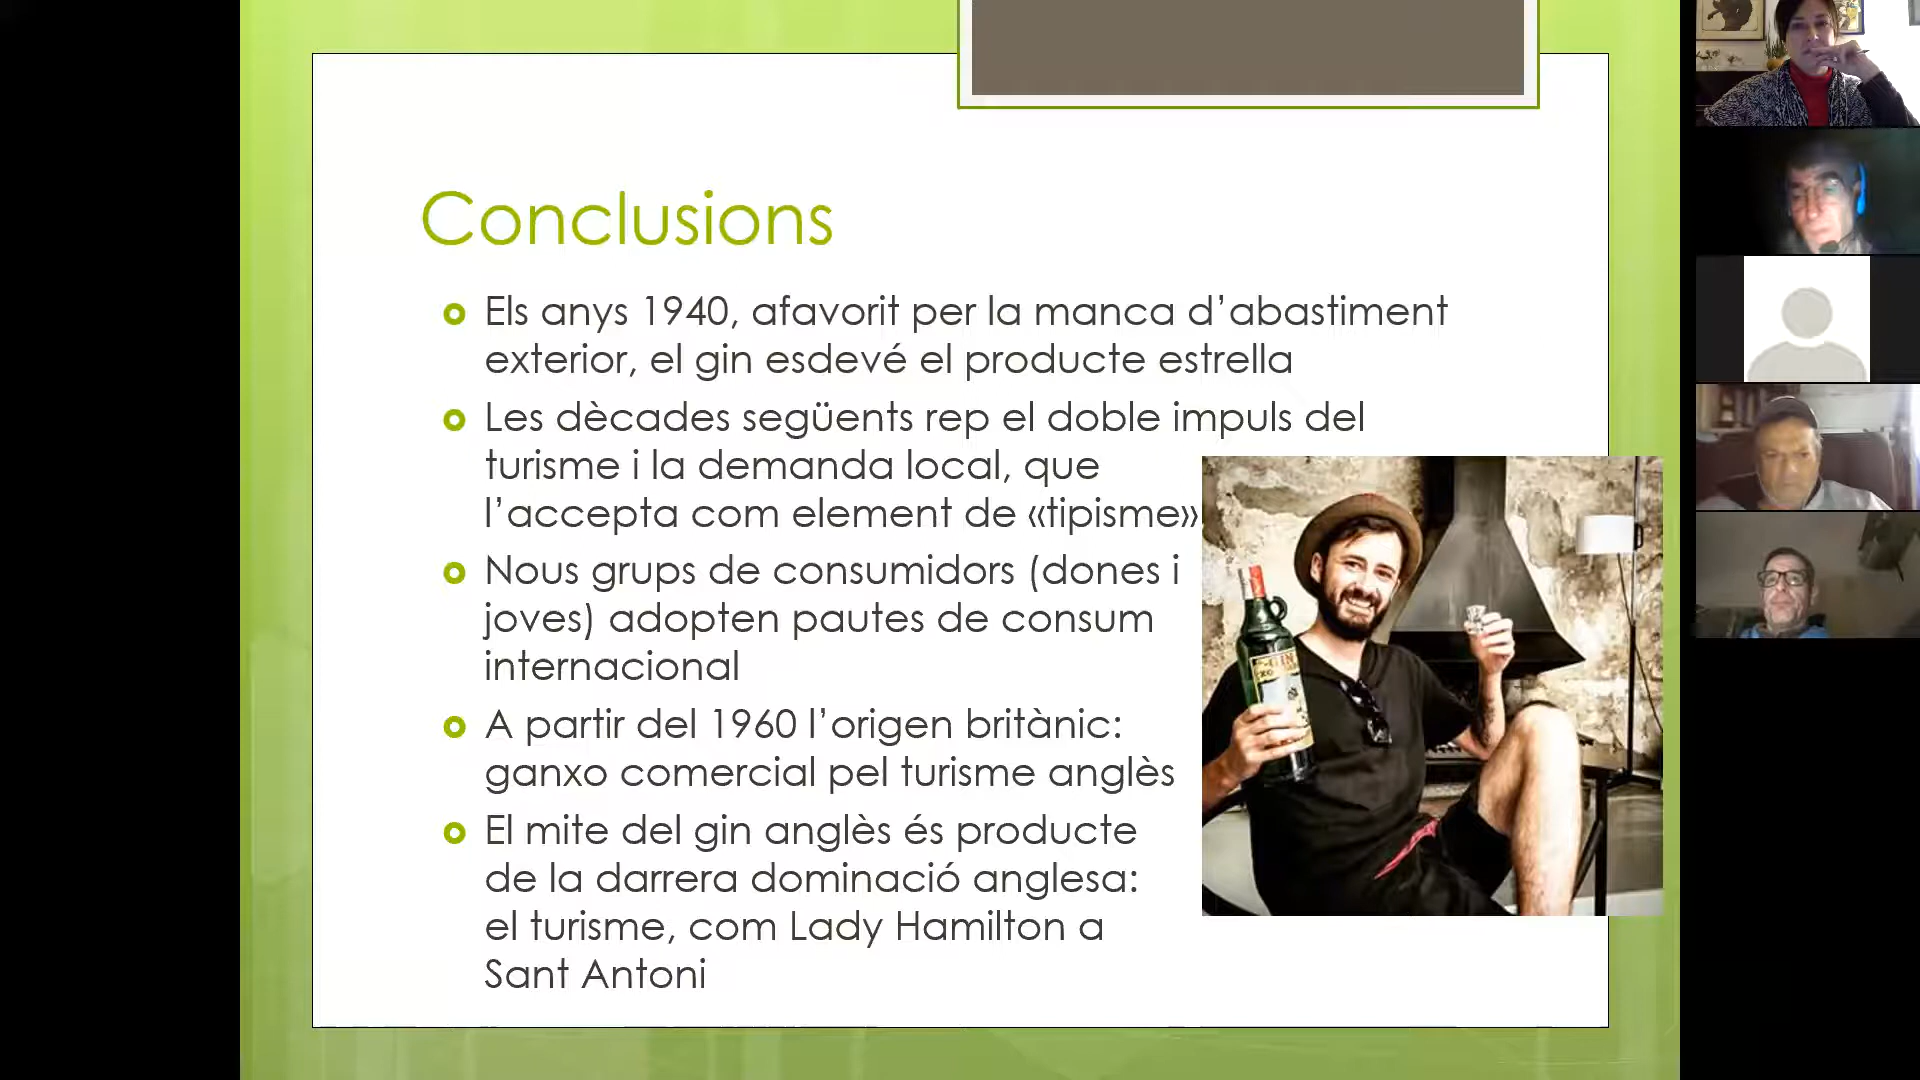 Conclusions
Els anys 1940, afavorit per la manca d’abastiment
exterior, el gin esdevé el producte estrella
Les dècades següents rep el doble impuls del
turisme i la demanda local, que
l’accepta com element de «tipisme»
Nous grups de consumidors (dones i
joves) adopten pautes de consum
internacional
A partir del 1960 l’origen britànic:
ganxo comercial pel turisme anglès
El mite del gin anglès és producte
de la darrera dominació anglesa:
el turisme, com Lady Hamilton a
Sant Antoni
GIN